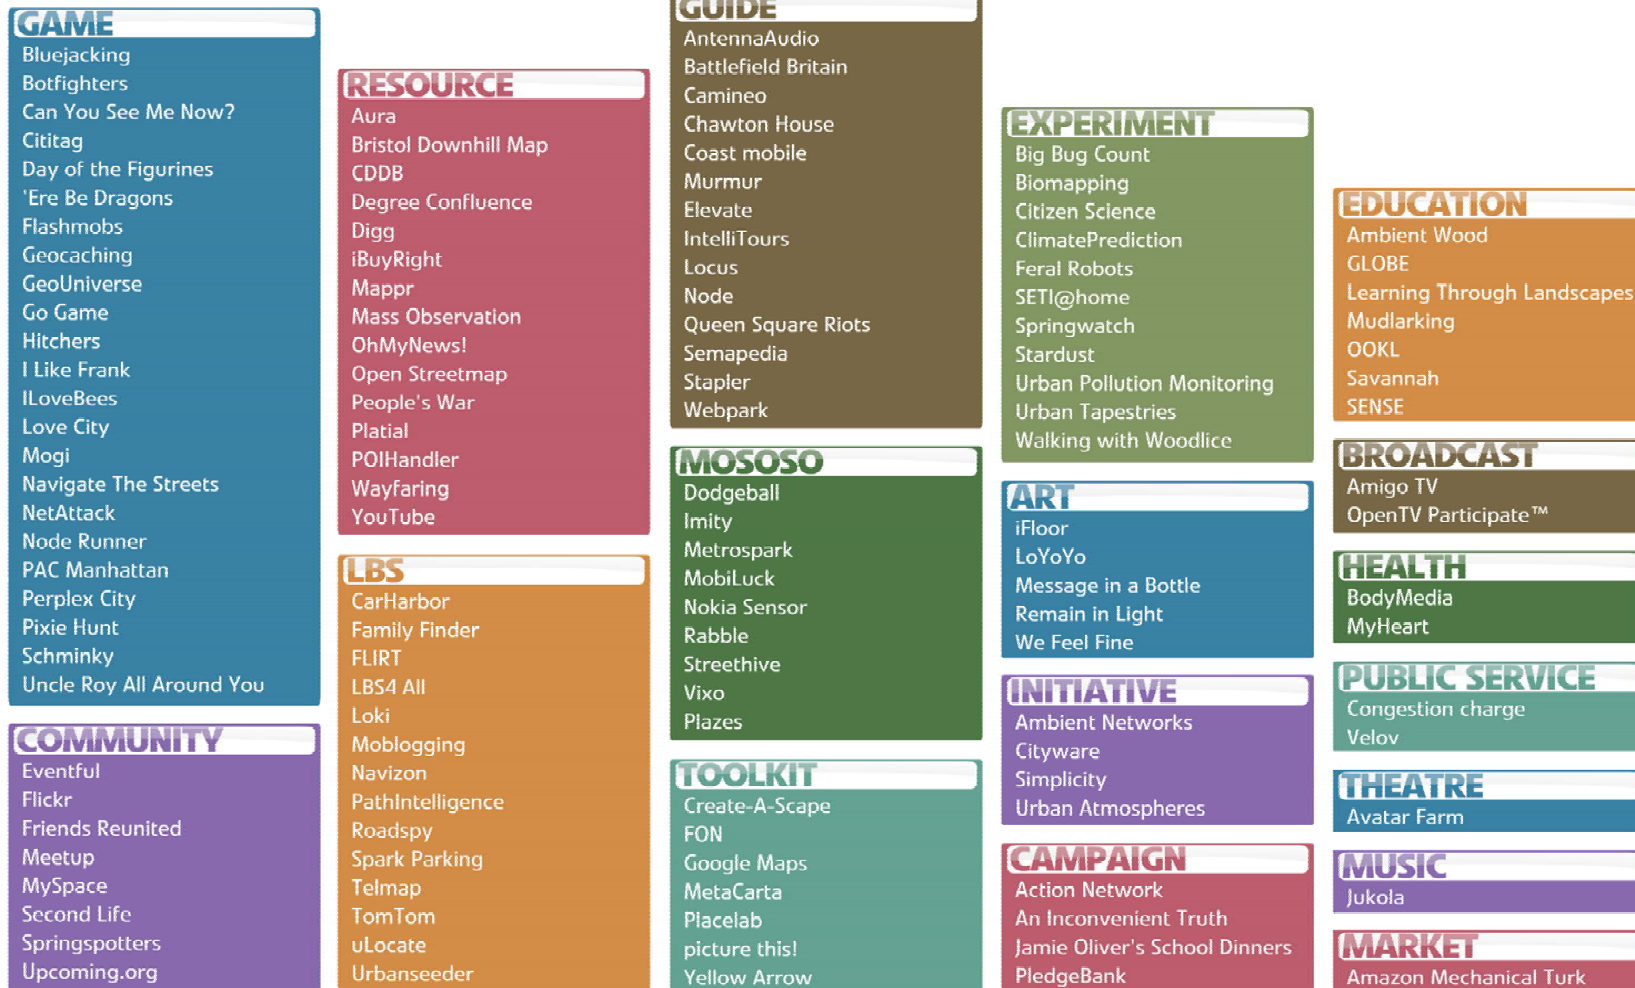 GAME
Bluejacking
Botfighters
Can You See Me Now?
Cititag
Day of the Figurines
'Ere Be Dragons
Flashmobs
Geocaching
GeoUniverse
Go Game
Hitchers
I Like Frank
ILoveBees
Love City
Mogi
Navigate The Streets
NetAttack
Node Runner
PAC Manhattan
Perplex City
Pixie Hunt
Schminky
Uncle Roy All Around You
COMMUNITY
Eventful
Flickr
Friends Reunited
Meetup
MySpace
Second Life
Springspotters
Upcoming.org
RESOURCE
Aura
Bristol Downhill Map
CDDB
Degree Confluence
Digg
iBuyRight
Mappr
Mass Observation
OhMyNews!
Open Streetmap
People's War
Platial
POIHandler
Wayfaring
YouTube
LBS
CarHarbor
Family Finder
FLIRT
LBS4 All
Loki
Moblogging
Navizon
PathIntelligence
Roadspy
Spark Parking
Telmap
TomTom
uLocate
Urbanseeder
GUIDE
AntennaAudio
Battlefield Britain
Camineo
Chawton House
Coast mobile
Murmur
Elevate
IntelliTours
Locus
Node
Queen Square Riots
Semapedia
Stapler
Webpark
MOSOSO
Dodgeball
Imity
Metrospark
MobiLuck
Nokia Sensor
Rabble
Streethive
Vixo
Plazes
TOOLKIT
Create-A-Scape
FON
Google Maps
MetaCarta
Placelab
picture this!
Yellow Arrow
EXPERIMENT
Big Bug Count
Biomapping
Citizen Science
ClimatePrediction
Feral Robots
SETI@home
Springwatch
Stardust
Urban Pollution Monitoring
Urban Tapestries
Walking with Woodlice
ART
iFloor
LoYoYo
Message in a Bottle
Remain in Light
We Feel Fine
INITIATIVE
Ambient Networks
Cityware
Simplicity
Urban Atmospheres
CAMPAIGN
Action Network
An Inconvenient Truth
Jamie Oliver's School Dinners
PledgeBank
EDUCATION
Ambient Wood
GLOBE
Learning Through Landscapes
Mudlarking
OOKL
Savannah
SENSE
BROADCAST
Amigo TV
OpenTV Participate™
HEALTH
BodyMedia
MyHeart
PUBLIC SERVICE
Congestion charge
Velov
THEATRE
Avatar Farm
MUSIC
Jukola
MARKET
Amazon Mechanical Turk